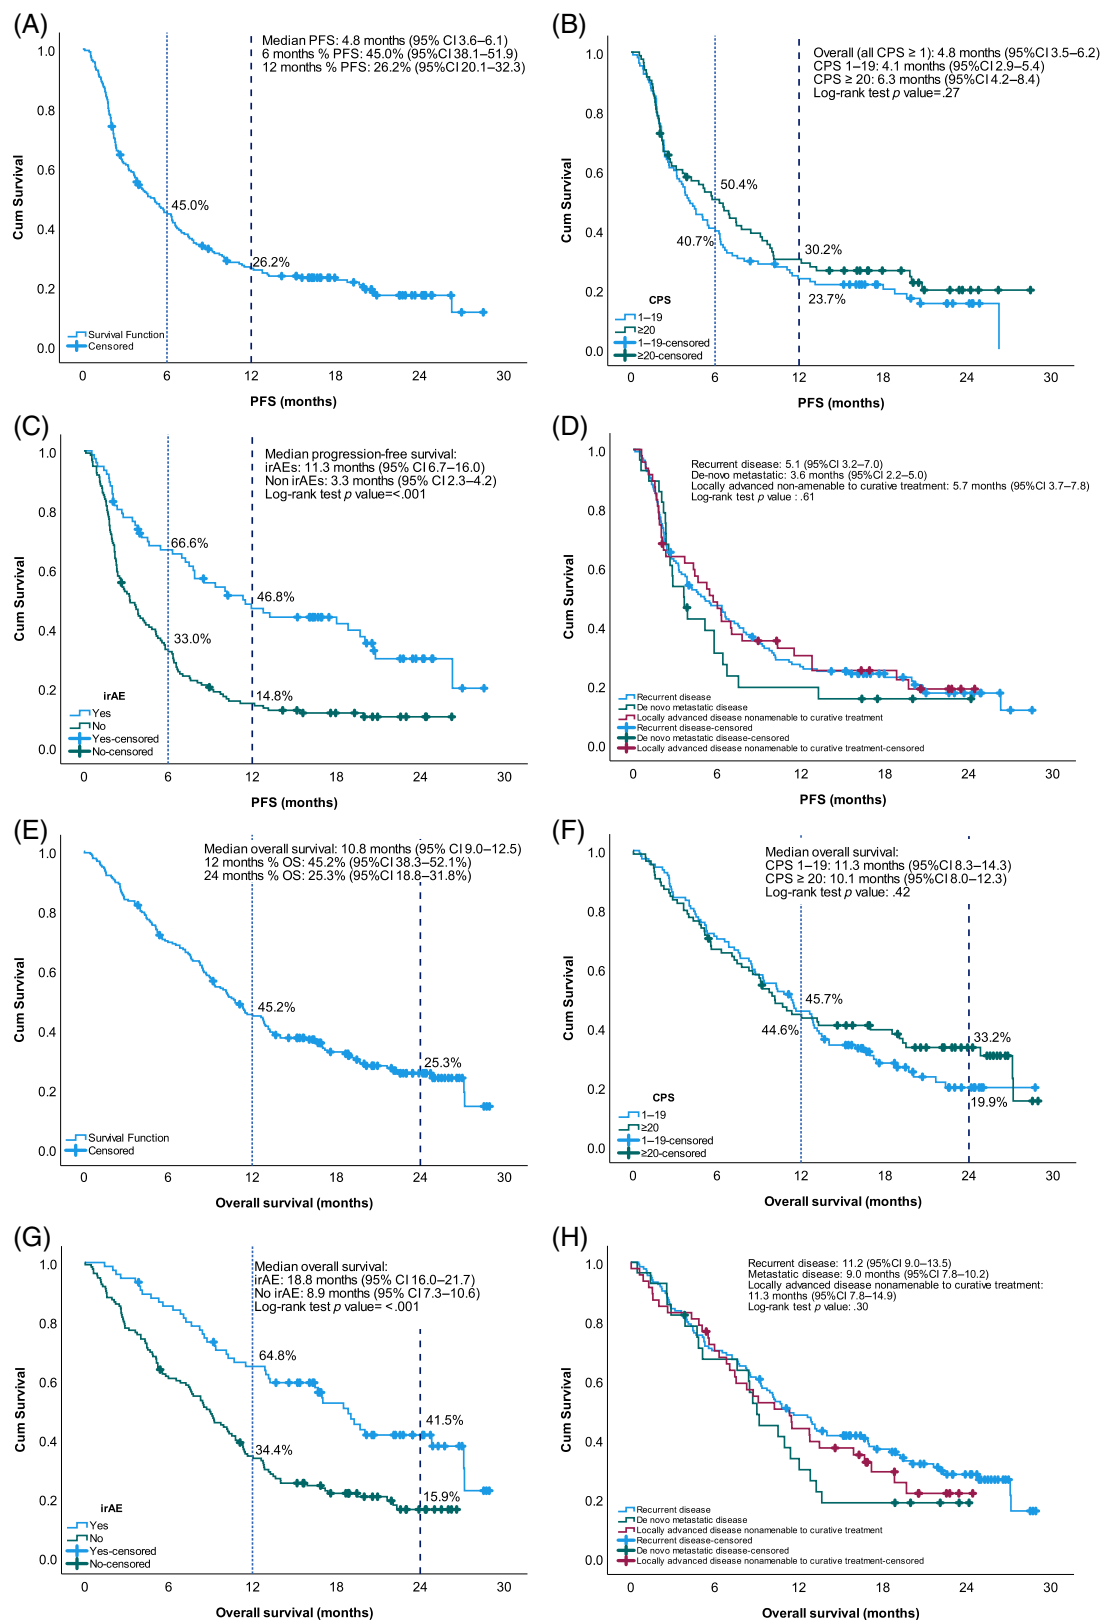 (A)
Median PFS: 4.8 months (95% CI 3.6–6.1)
6 months % PFS: 45.0% (95%CI 38.1–51.9)
12 months % PFS: 26.2% (95%CI 20.1–32.3)
1.0
0.8
0.6
0.4
0.2
0.0
Cum Survival
45.0%
26.2%
Survival Function
Censored
0 6 12 18 24 30
PFS (months)
(B)
Overall (all CPS ≥ 1): 4.8 months (95%CI 3.5–6.2)
CPS 1–19: 4.1 months (95%CI 2.9–5.4)
CPS ≥ 20: 6.3 months (95%CI 4.2–8.4)
Log-rank test p value=.27
1.0
0.8
0.6
0.4
0.2
0.0
Cum Survival
50.4%
40.7%
30.2%
23.7%
CPS
1–19
≥20
1–19-censored
≥20-censored
0 6 12 18 24 30
PFS (months)
(C)
Median progression-free survival:
irAEs: 11.3 months (95% CI 6.7–16.0)
Non irAEs: 3.3 months (95% CI 2.3–4.2)
Log-rank test p value=<.001
1.0
0.8
0.6
0.4
0.2
0.0
Cum Survival
66.6%
46.8%
33.0%
14.8%
irAE
Yes
No
Yes-censored
No-censored
0 6 12 18 24 30
PFS (months)
(D)
Recurrent disease: 5.1 (95%CI 3.2–7.0)
De-novo metastatic: 3.6 months (95%CI 2.2–5.0)
Locally advanced non-amenable to curative treatment: 5.7 months (95%CI 3.7–7.8)
Log-rank test p value : .61
1.0
0.8
0.6
0.4
0.2
0.0
Cum Survival
Recurrent disease
De novo metastatic disease
Locally advanced disease nonamenable to curative treatment
Recurrent disease-censored
De novo metastatic disease-censored
Locally advanced disease nonamenable to curative treatment-censored
0 6 12 18 24 30
PFS (months)
(E)
Median overall survival: 10.8 months (95% CI 9.0–12.5)
12 months % OS: 45.2% (95%CI 38.3–52.1%)
24 months % OS: 25.3% (95%CI 18.8–31.8%)
1.0
0.8
0.6
0.4
0.2
0.0
Cum Survival
45.2%
25.3%
Survival Function
Censored
0 6 12 18 24 30
Overall survival (months)
(F)
Median overall survival:
CPS 1–19: 11.3 months (95%CI 8.3–14.3)
CPS ≥ 20: 10.1 months (95%CI 8.0–12.3)
Log-rank test p value: .42
1.0
0.8
0.6
0.4
0.2
0.0
Cum Survival
45.7%
44.6%
33.2%
19.9%
CPS
1–19
≥20
1–19-censored
≥20-censored
0 6 12 18 24 30
Overall survival (months)
(G)
Median overall survival:
irAE: 18.8 months (95% CI 16.0–21.7)
No irAE: 8.9 months (95% CI 7.3–10.6)
Log-rank test p value= <.001
1.0
0.8
0.6
0.4
0.2
0.0
Cum Survival
64.8%
41.5%
34.4%
15.9%
irAE
Yes
No
Yes-censored
No-censored
0 6 12 18 24 30
Overall survival (months)
(H)
Recurrent disease: 11.2 (95%CI 9.0–13.5)
Metastatic disease: 9.0 months (95%CI 7.8–10.2)
Locally advanced disease nonamenable to curative treatment:
11.3 months (95%CI 7.8–14.9)
Log-rank test p value: .30
1.0
0.8
0.6
0.4
0.2
0.0
Cum Survival
Recurrent disease
De novo metastatic disease
Locally advanced disease nonamenable to curative treatment
Recurrent disease-censored
De novo metastatic disease-censored
Locally advanced disease nonamenable to curative treatment-censored
0 6 12 18 24 30
Overall survival (months)